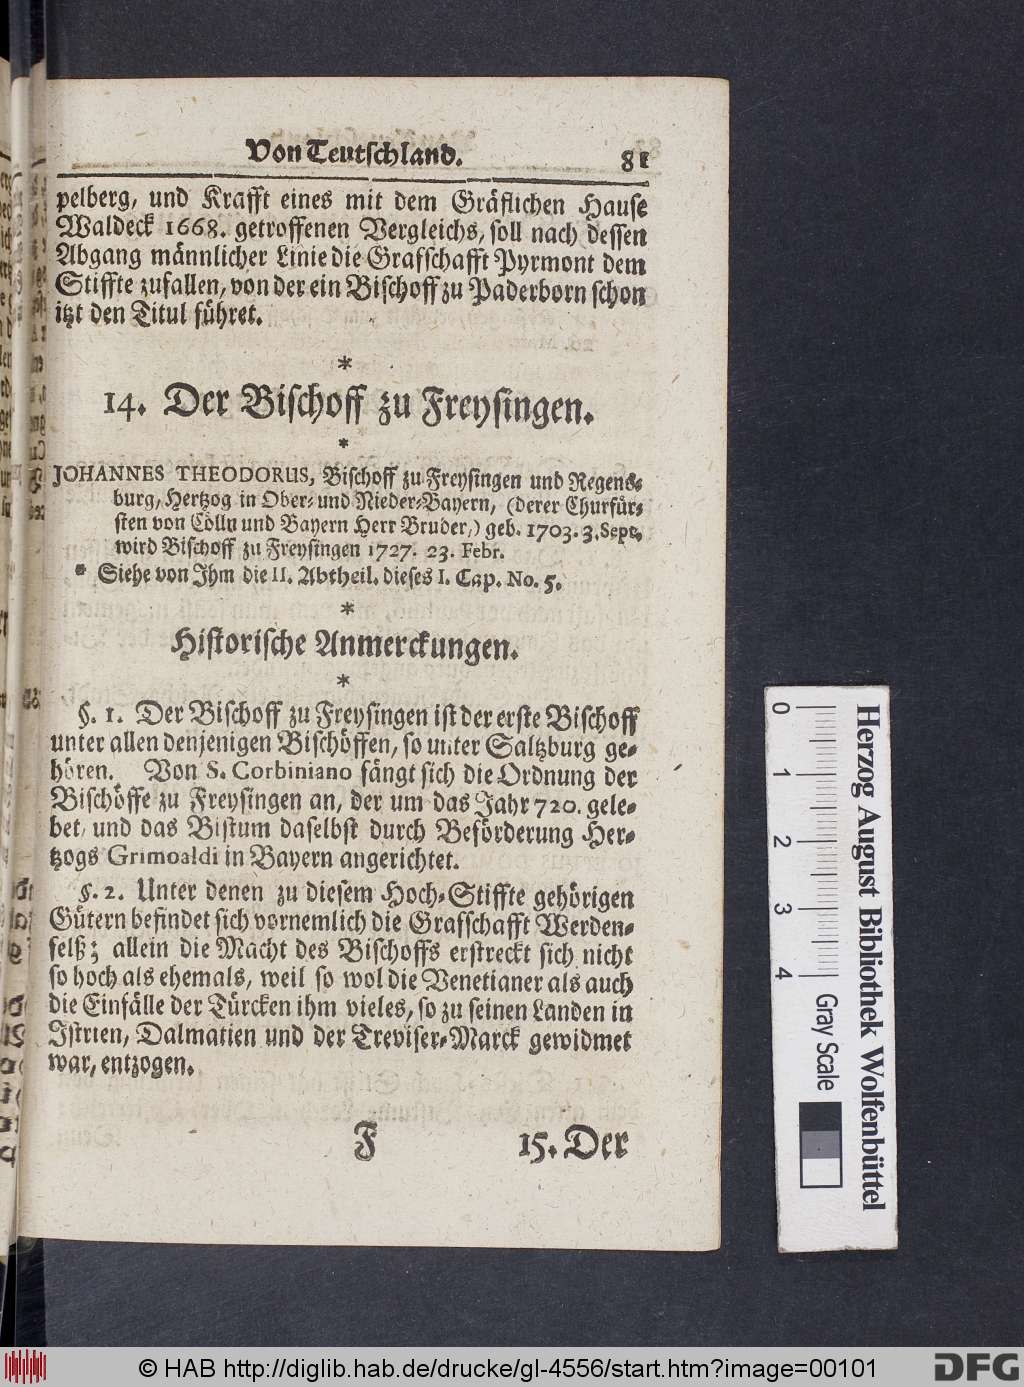 Von Teutschland. 81
pelberg, und Krafft eines mit dem Gräflichen Hause
Waldeck 1668. getroffenen Vergleichs, soll nach dessen
Abgang männlicher Linie die Grafschafft Pyrmont dem
Stiffte zufallen, von der ein Bischoff zu Paderborn schon
itzt den Titul führet.
*
14. Der Bischoff zu Freysingen.
*
JOHANNES THEODORUS, Bischoff zu Freysingen und Regens-
burg, Hertzog in Ober- und Nieder-Bayern, (derer Churfür-
sten von Cölln und Bayern Herr Bruder,) geb. 1703. 3. Sept.
wird Bischoff zu Freysingen 1727. 23. Febr.
* Siehe von Ihm die II. Abtheil. dieses I. Cap. No. 5.
*
Historische Anmerckungen.
*
§. 1. Der Bischoff zu Freysingen ist der erste Bischoff
unter allen denjenigen Bischöffen, so unter Saltzburg ge-
hören. Von S. Corbiniano fängt sich die Ordnung der
Bischöffe zu Freysingen an, der um das Jahr 720. gele-
bet, und das Bistum daselbst durch Beförderung Her-
tzogs Grimoaldi in Bayern angerichtet.
§. 2. Unter denen zu diesem Hoch-Stiffte gehörigen
Gütern befindet sich vornemlich die Grafschafft Werden-
felß; allein die Macht des Bischoffs erstreckt sich nicht
so hoch als ehemals, weil so wol die Venetianer als auch
die Einfälle der Türcken ihm vieles, so zu seinen Landen in
Istrien, Dalmatien und der Treviser-Marck gewidmet
war, entzogen.
F 15. Der
0 1 2 3 4 Gray Scale
Herzog August Bibliothek Wolfenbüttel
© HAB http://diglib.hab.de/drucke/gl-4556/start.htm?image=00101
DFG